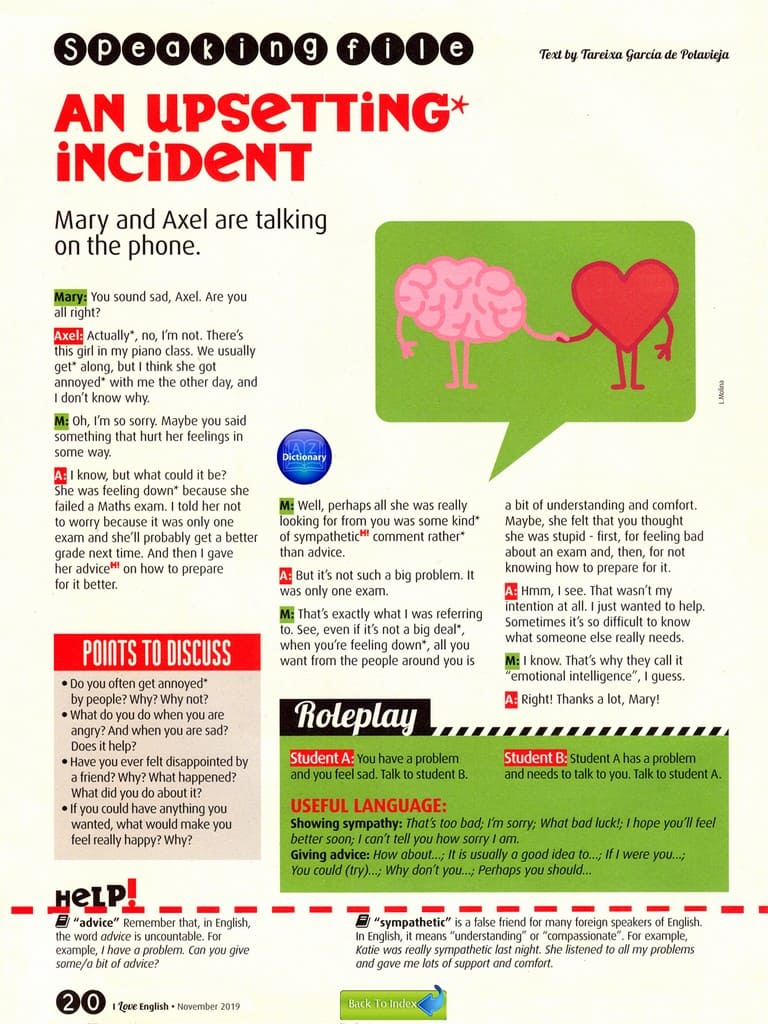 Speaking file
Text by Tareixa García de Polavieja
AN UPSETTING*
INCIDENT
Mary and Axel are talking
on the phone.
Mary: You sound sad, Axel. Are you
all right?
Axel: Actually*, no, I'm not. There's
this girl in my piano class. We usually
get* along, but I think she got
annoyed* with me the other day, and
I don't know why.
M: Oh, I'm so sorry. Maybe you said
something that hurt her feelings in
some way.
A: I know, but what could it be?
She was feeling down* because she
failed a Maths exam. I told her not
to worry because it was only one
exam and she'll probably get a better
grade next time. And then I gave
her advice H! on how to prepare
for it better.
L.Molina
A Z
Dictionary
M: Well, perhaps all she was really
looking for from you was some kind*
of sympathetic H! comment rather*
than advice.
A: But it's not such a big problem. It
was only one exam.
M: That's exactly what I was referring
to. See, even if it's not a big deal*,
when you're feeling down*, all you
want from the people around you is
a bit of understanding and comfort.
Maybe, she felt that you thought
she was stupid - first, for feeling bad
about an exam and, then, for not
knowing how to prepare for it.
A: Hmm, I see. That wasn't my
intention at all. I just wanted to help.
Sometimes it's so difficult to know
what someone else really needs.
M: I know. That's why they call it
"emotional intelligence", I guess.
A: Right! Thanks a lot, Mary!
POINTS TO DISCUSS
• Do you often get annoyed*
by people? Why? Why not?
• What do you do when you are
angry? And when you are sad?
Does it help?
• Have you ever felt disappointed by
a friend? Why? What happened?
What did you do about it?
• If you could have anything you
wanted, what would make you
feel really happy? Why?
Roleplay
Student A: You have a problem
and you feel sad. Talk to student B.
Student B: Student A has a problem
and needs to talk to you. Talk to student A.
USEFUL LANGUAGE:
Showing sympathy: That's too bad; I'm sorry; What bad luck!; I hope you'll feel
better soon; I can't tell you how sorry I am.
Giving advice: How about...; It is usually a good idea to...; If I were you...;
You could (try)...; Why don't you...; Perhaps you should...
HELP!
"advice" Remember that, in English,
the word advice is uncountable. For
example, I have a problem. Can you give
some/a bit of advice?
"sympathetic" is a false friend for many foreign speakers of English.
In English, it means "understanding" or "compassionate". For example,
Katie was really sympathetic last night. She listened to all my problems
and gave me lots of support and comfort.
20 I Love English • November 2019
Back To Index